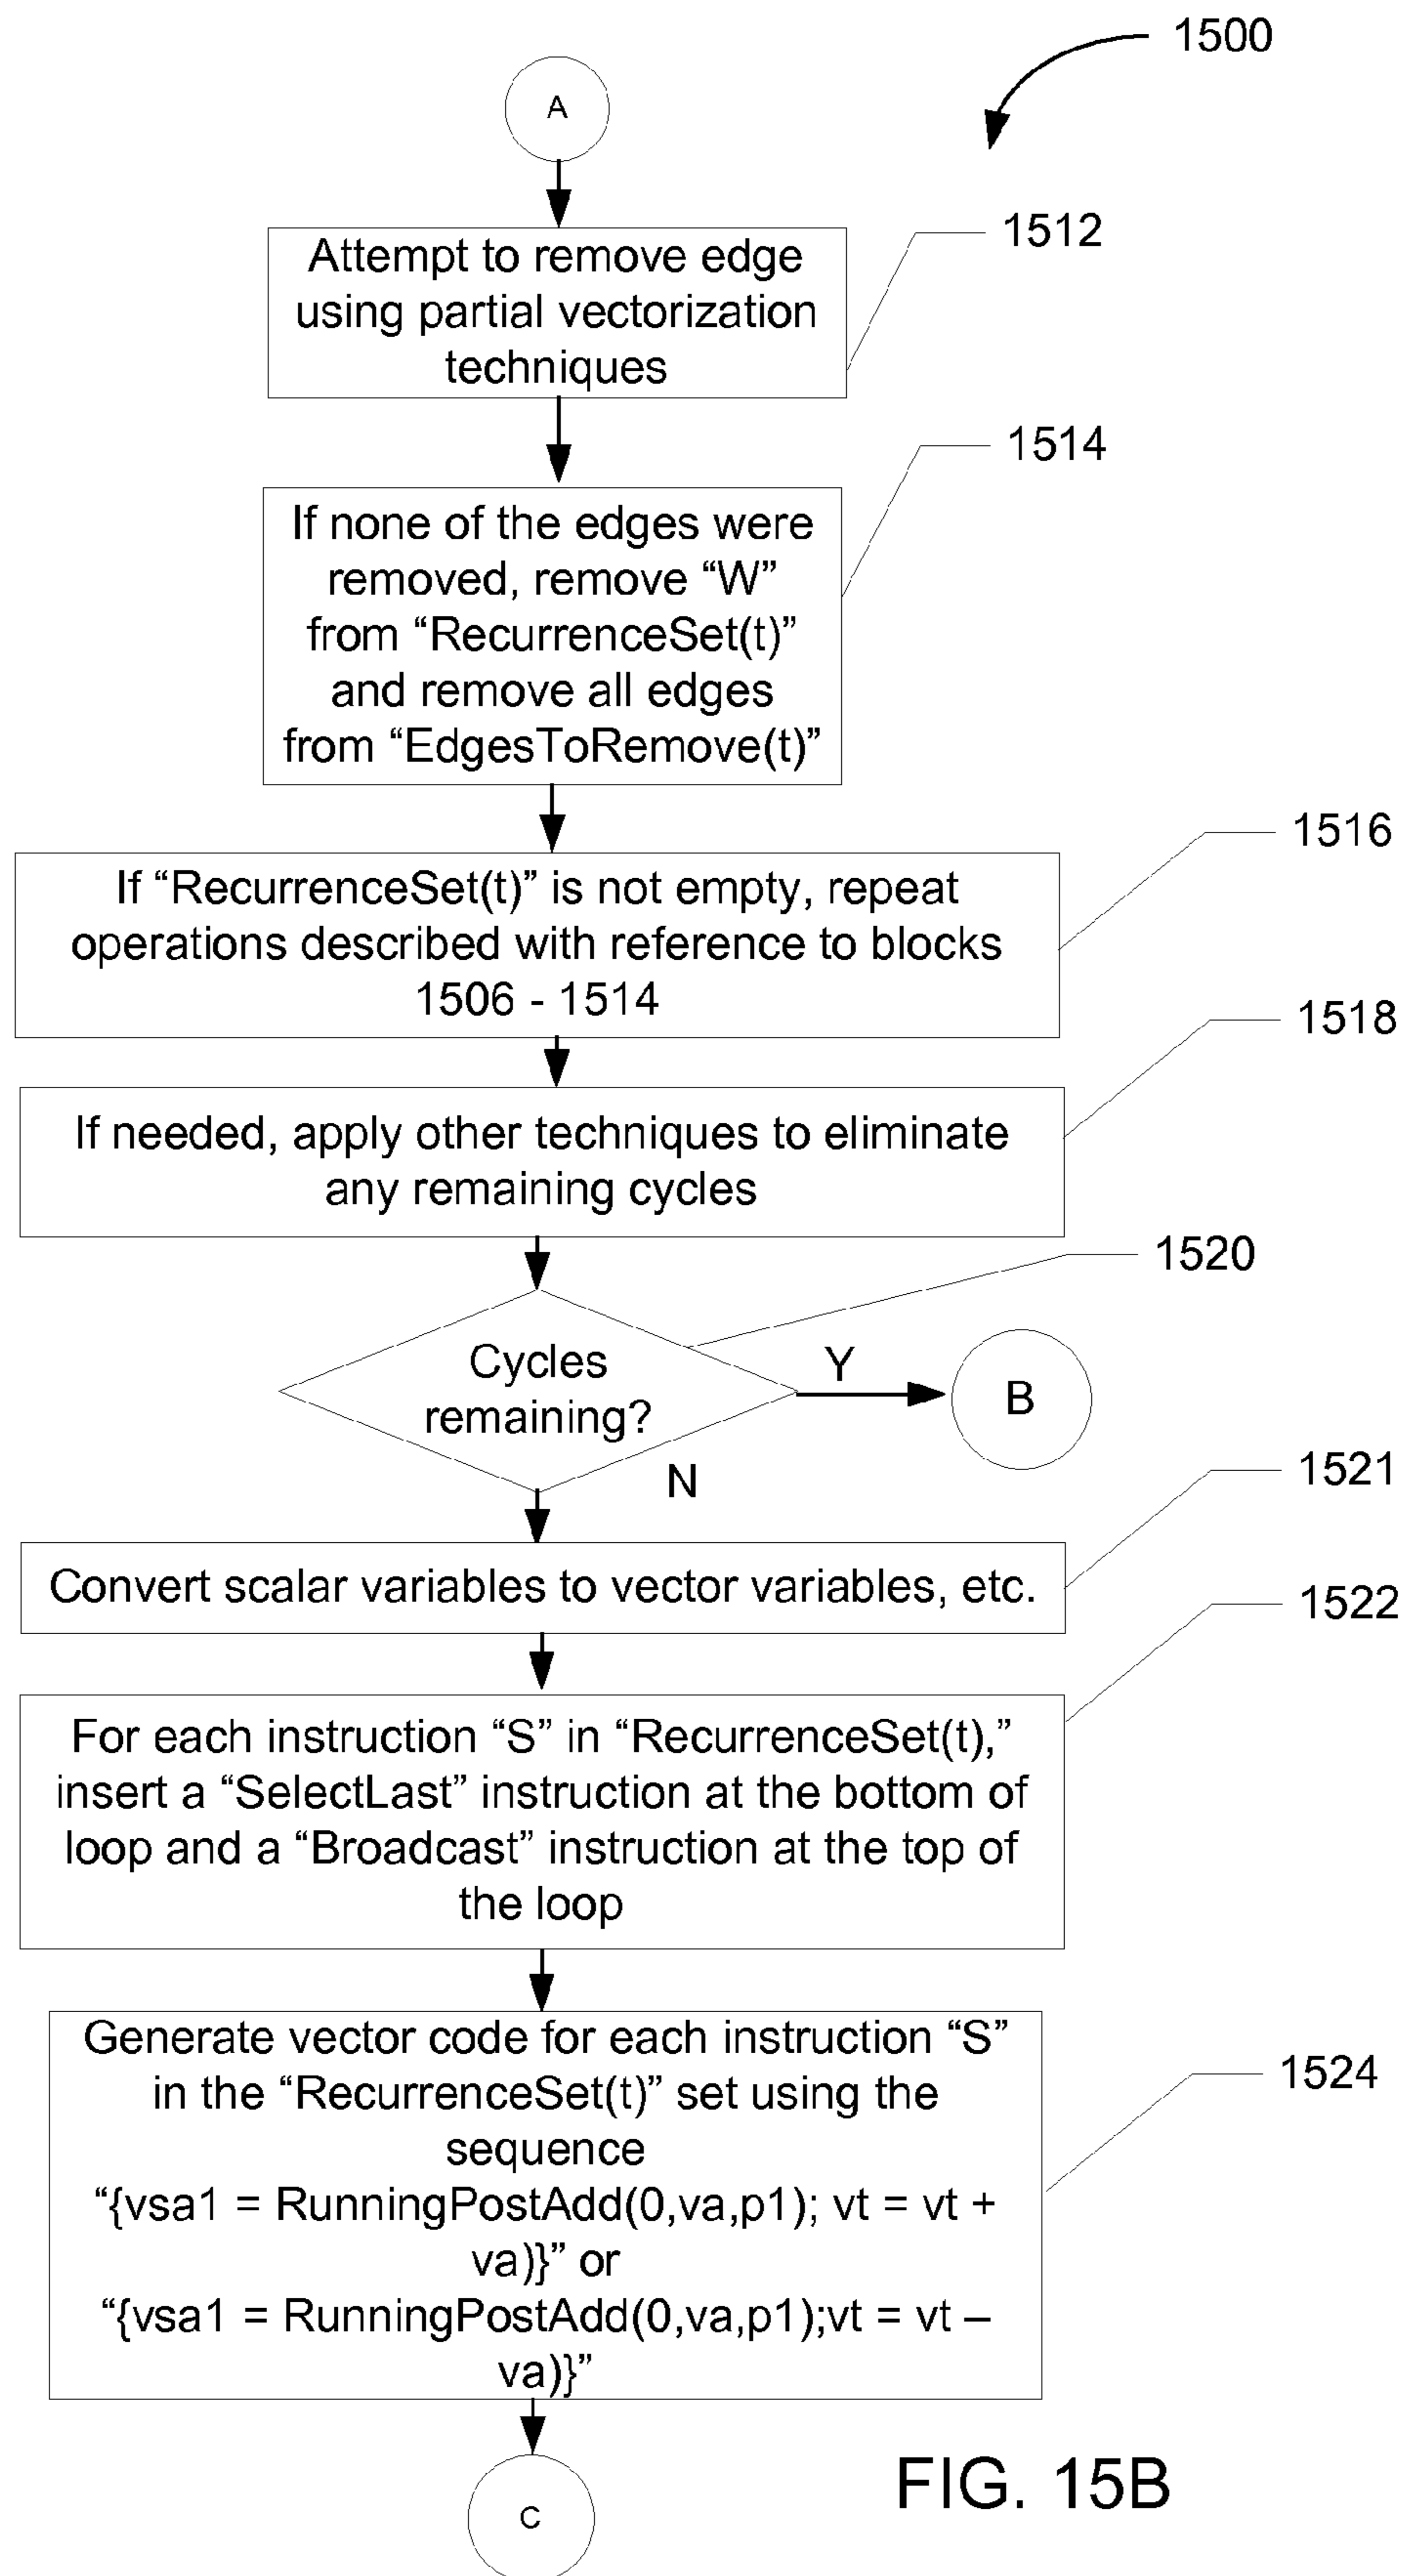 1500
A
Attempt to remove edge
using partial vectorization
techniques
1512
If none of the edges were
removed, remove “W”
from “RecurrenceSet(t)”
and remove all edges
from “EdgesToRemove(t)”
1514
If “RecurrenceSet(t)” is not empty, repeat
operations described with reference to blocks
1506 - 1514
1516
If needed, apply other techniques to eliminate
any remaining cycles
1518
Cycles
remaining?
1520
Y
B
N
Convert scalar variables to vector variables, etc.
1521
For each instruction “S” in “RecurrenceSet(t),”
insert a “SelectLast” instruction at the bottom of
loop and a “Broadcast” instruction at the top of
the loop
1522
Generate vector code for each instruction “S”
in the “RecurrenceSet(t)” set using the
sequence
“{vsa1 = RunningPostAdd(0,va,p1); vt = vt +
va)}” or
“{vsa1 = RunningPostAdd(0,va,p1);vt = vt –
va)}”
1524
C
FIG. 15B